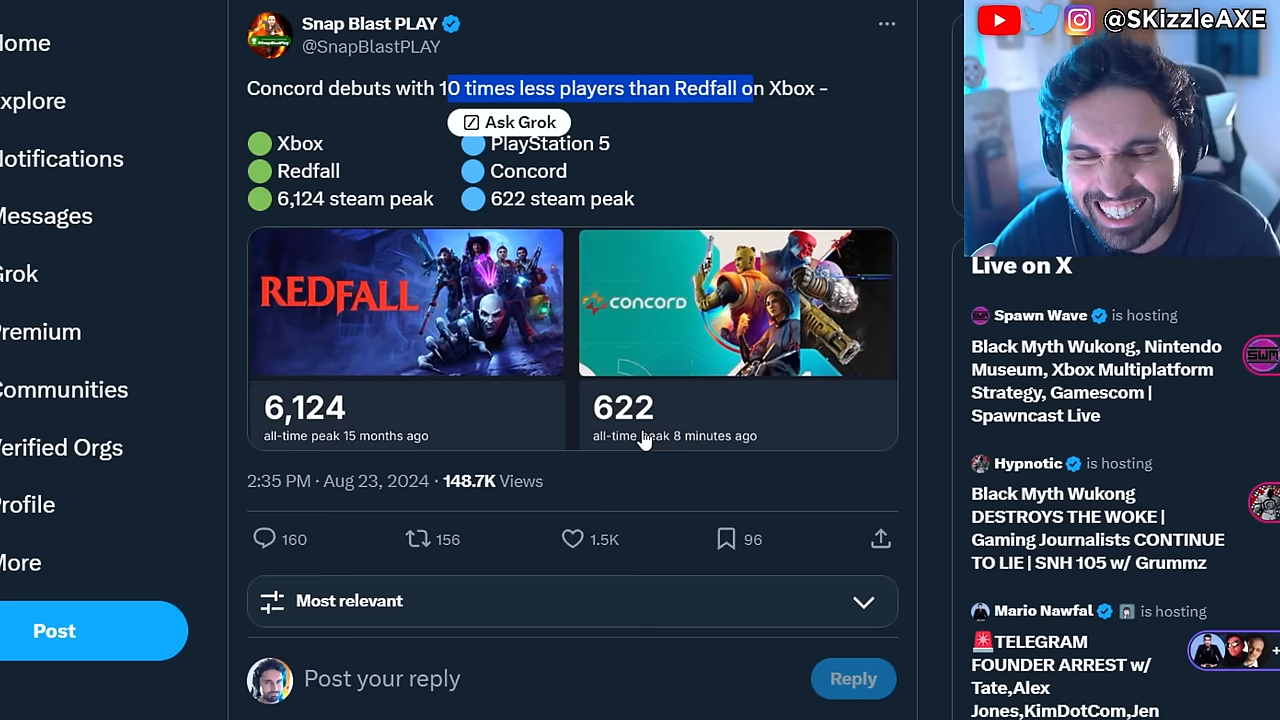 ome
xplore
otifications
essages
rok
remium
ommunities
erified Orgs
rofile
ore
Post
Snap Blast PLAY
@SnapBlastPLAY
Concord debuts with 10 times less players than Redfall on Xbox -
Ask Grok
Xbox
PlayStation 5
Redfall
Concord
6,124 steam peak
622 steam peak
REDFALL
CONCORD
6,124
all-time peak 15 months ago
622
all-time peak 8 minutes ago
2:35 PM · Aug 23, 2024 · 148.7K Views
160
156
1.5K
96
Most relevant
Post your reply
Reply
@SKizzleAXE
Live on X
Spawn Wave is hosting
Black Myth Wukong, Nintendo
Museum, Xbox Multiplatform
Strategy, Gamescom |
Spawncast Live
SWM
Hypnotic is hosting
Black Myth Wukong
DESTROYS THE WOKE |
Gaming Journalists CONTINUE
TO LIE | SNH 105 w/ Grummz
Mario Nawfal is hosting
TELEGRAM
FOUNDER ARREST w/
Tate,Alex
Jones,KimDotCom,Jen
+